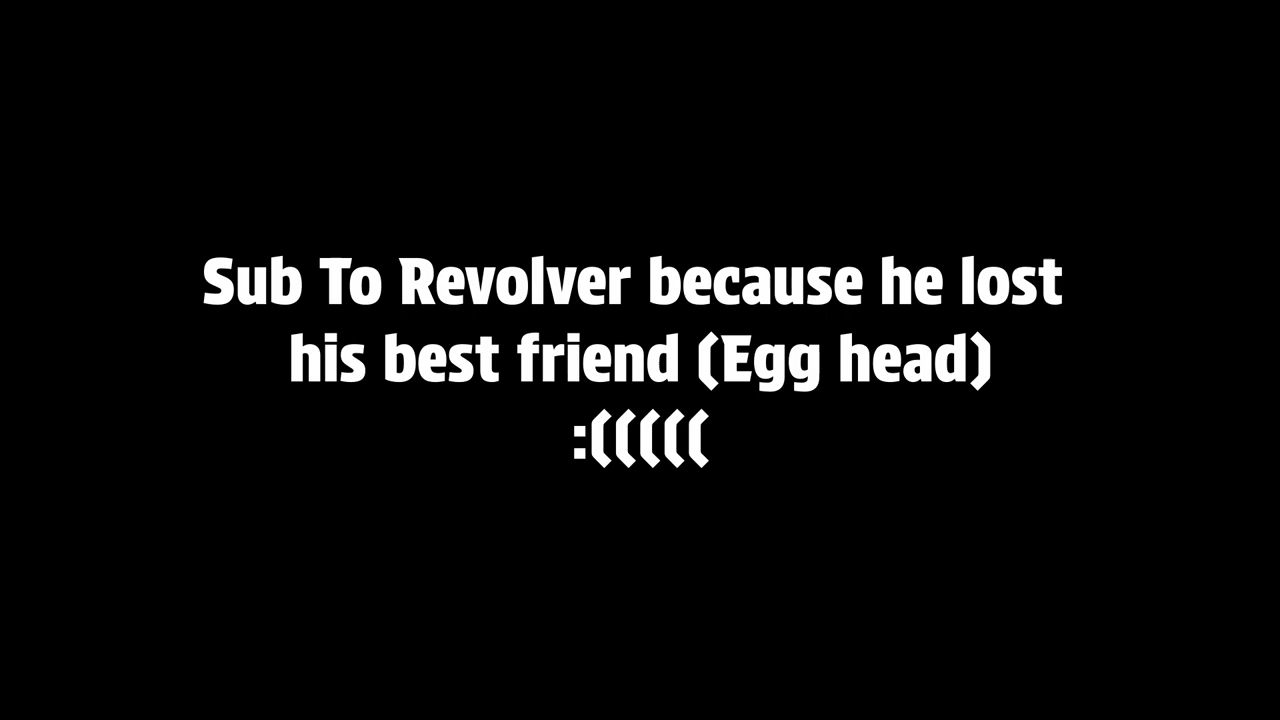 Sub To Revolver because he lost
his best friend (Egg head)
:(((((